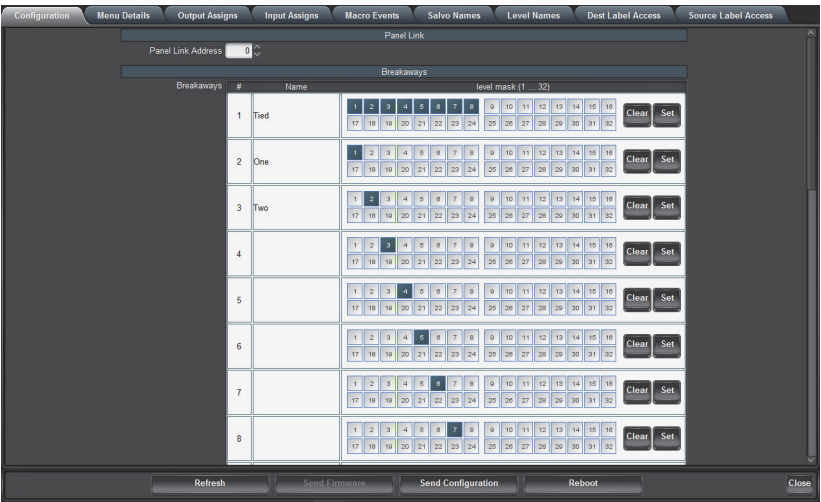 Configuration Menu Details Output Assigns Input Assigns Macro Events Salvo Names Level Names Dest Label Access Source Label Access
Panel Link
Panel Link Address 0
Breakaways
Breakaways # Name level mask (1 ... 32)
1 2 3 4 5 6 7 8 9 10 11 12 13 14 15 16
1 Tied Clear Set
17 18 19 20 21 22 23 24 25 26 27 28 29 30 31 32
1 2 3 4 5 6 7 8 9 10 11 12 13 14 15 16
2 One Clear Set
17 18 19 20 21 22 23 24 25 26 27 28 29 30 31 32
1 2 3 4 5 6 7 8 9 10 11 12 13 14 15 16
3 Two Clear Set
17 18 19 20 21 22 23 24 25 26 27 28 29 30 31 32
1 2 3 4 5 6 7 8 9 10 11 12 13 14 15 16
4 Clear Set
17 18 19 20 21 22 23 24 25 26 27 28 29 30 31 32
1 2 3 4 5 6 7 8 9 10 11 12 13 14 15 16
5 Clear Set
17 18 19 20 21 22 23 24 25 26 27 28 29 30 31 32
1 2 3 4 5 6 7 8 9 10 11 12 13 14 15 16
6 Clear Set
17 18 19 20 21 22 23 24 25 26 27 28 29 30 31 32
1 2 3 4 5 6 7 8 9 10 11 12 13 14 15 16
7 Clear Set
17 18 19 20 21 22 23 24 25 26 27 28 29 30 31 32
1 2 3 4 5 6 7 8 9 10 11 12 13 14 15 16
8 Clear Set
17 18 19 20 21 22 23 24 25 26 27 28 29 30 31 32
Refresh Send Firmware Send Configuration Reboot Close